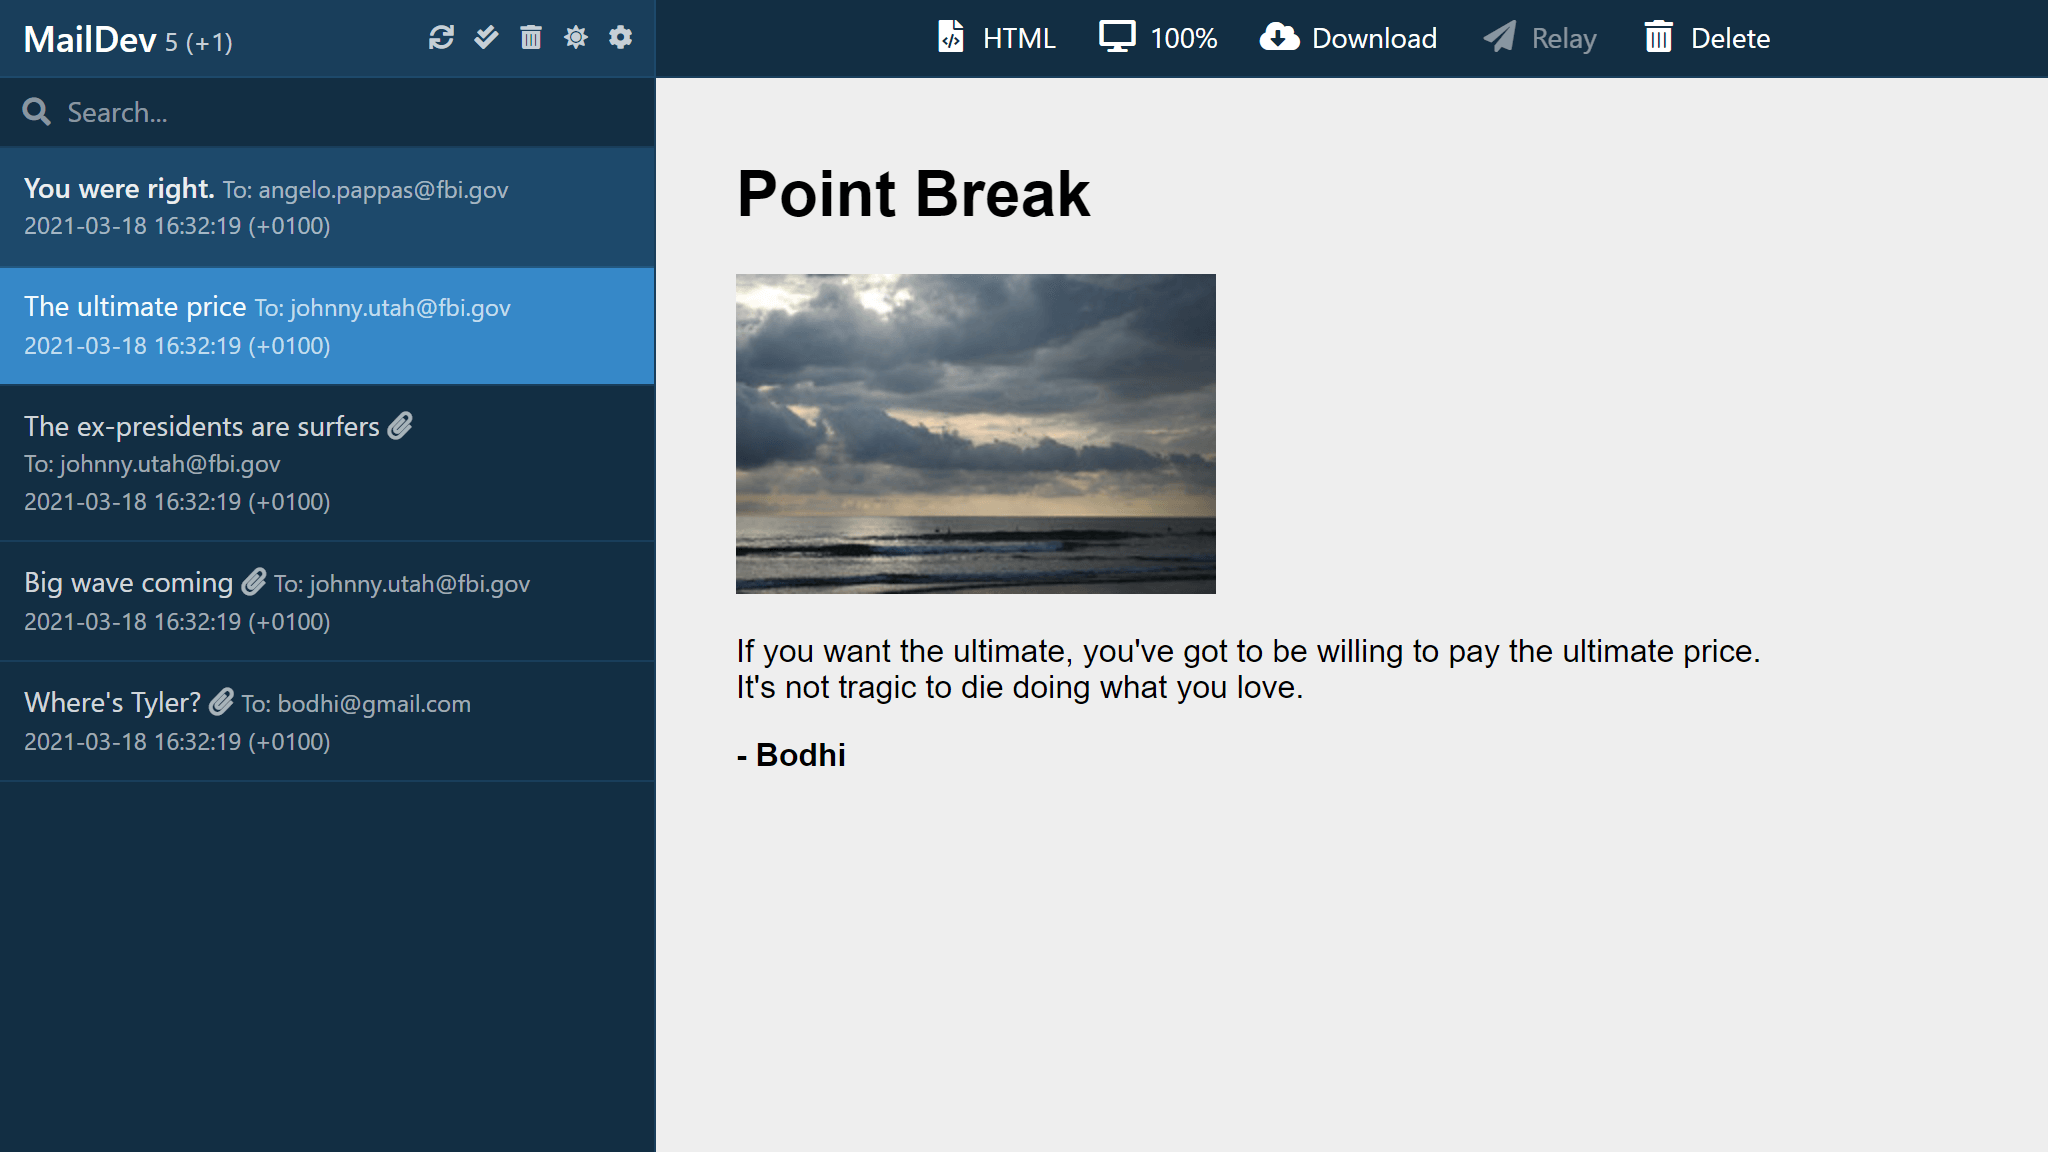 MailDev 5 (+1)
HTML
100%
Download
Relay
Delete
Search...
You were right. To: angelo.pappas@fbi.gov
2021-03-18 16:32:19 (+0100)
The ultimate price To: johnny.utah@fbi.gov
2021-03-18 16:32:19 (+0100)
The ex-presidents are surfers
To: johnny.utah@fbi.gov
2021-03-18 16:32:19 (+0100)
Big wave coming To: johnny.utah@fbi.gov
2021-03-18 16:32:19 (+0100)
Where's Tyler? To: bodhi@gmail.com
2021-03-18 16:32:19 (+0100)
Point Break
If you want the ultimate, you've got to be willing to pay the ultimate price.
It's not tragic to die doing what you love.
- Bodhi